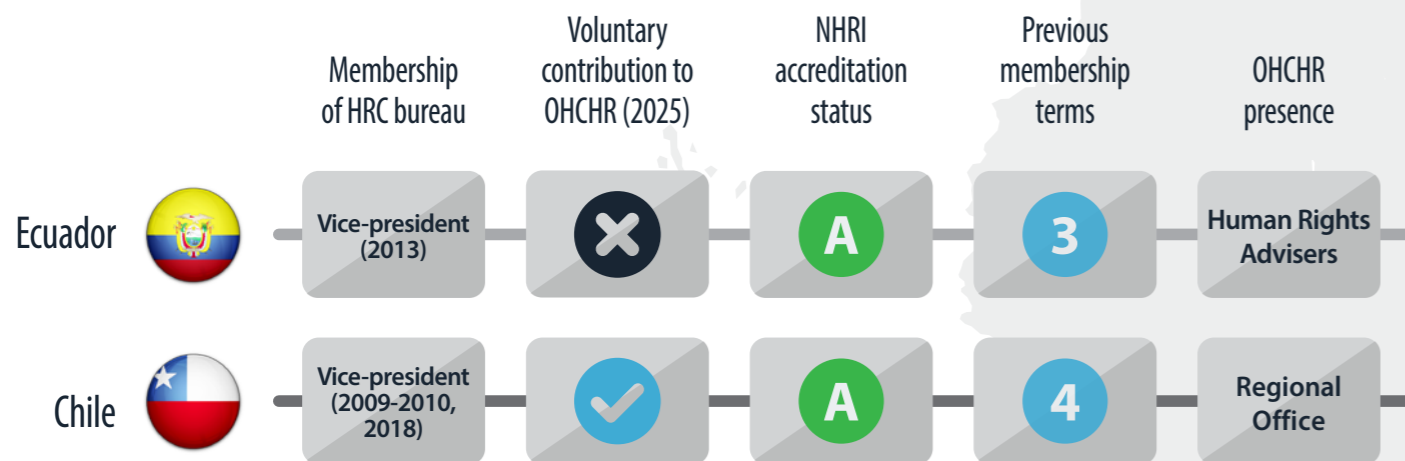 Membership
of HRC bureau
Voluntary
contribution to
OHCHR (2025)
NHRI
accreditation
status
Previous
membership
terms
OHCHR
presence
Ecuador
Vice-president
(2013)
A
3
Human Rights
Advisers
Chile
Vice-president
(2009-2010,
2018)
A
4
Regional
Office